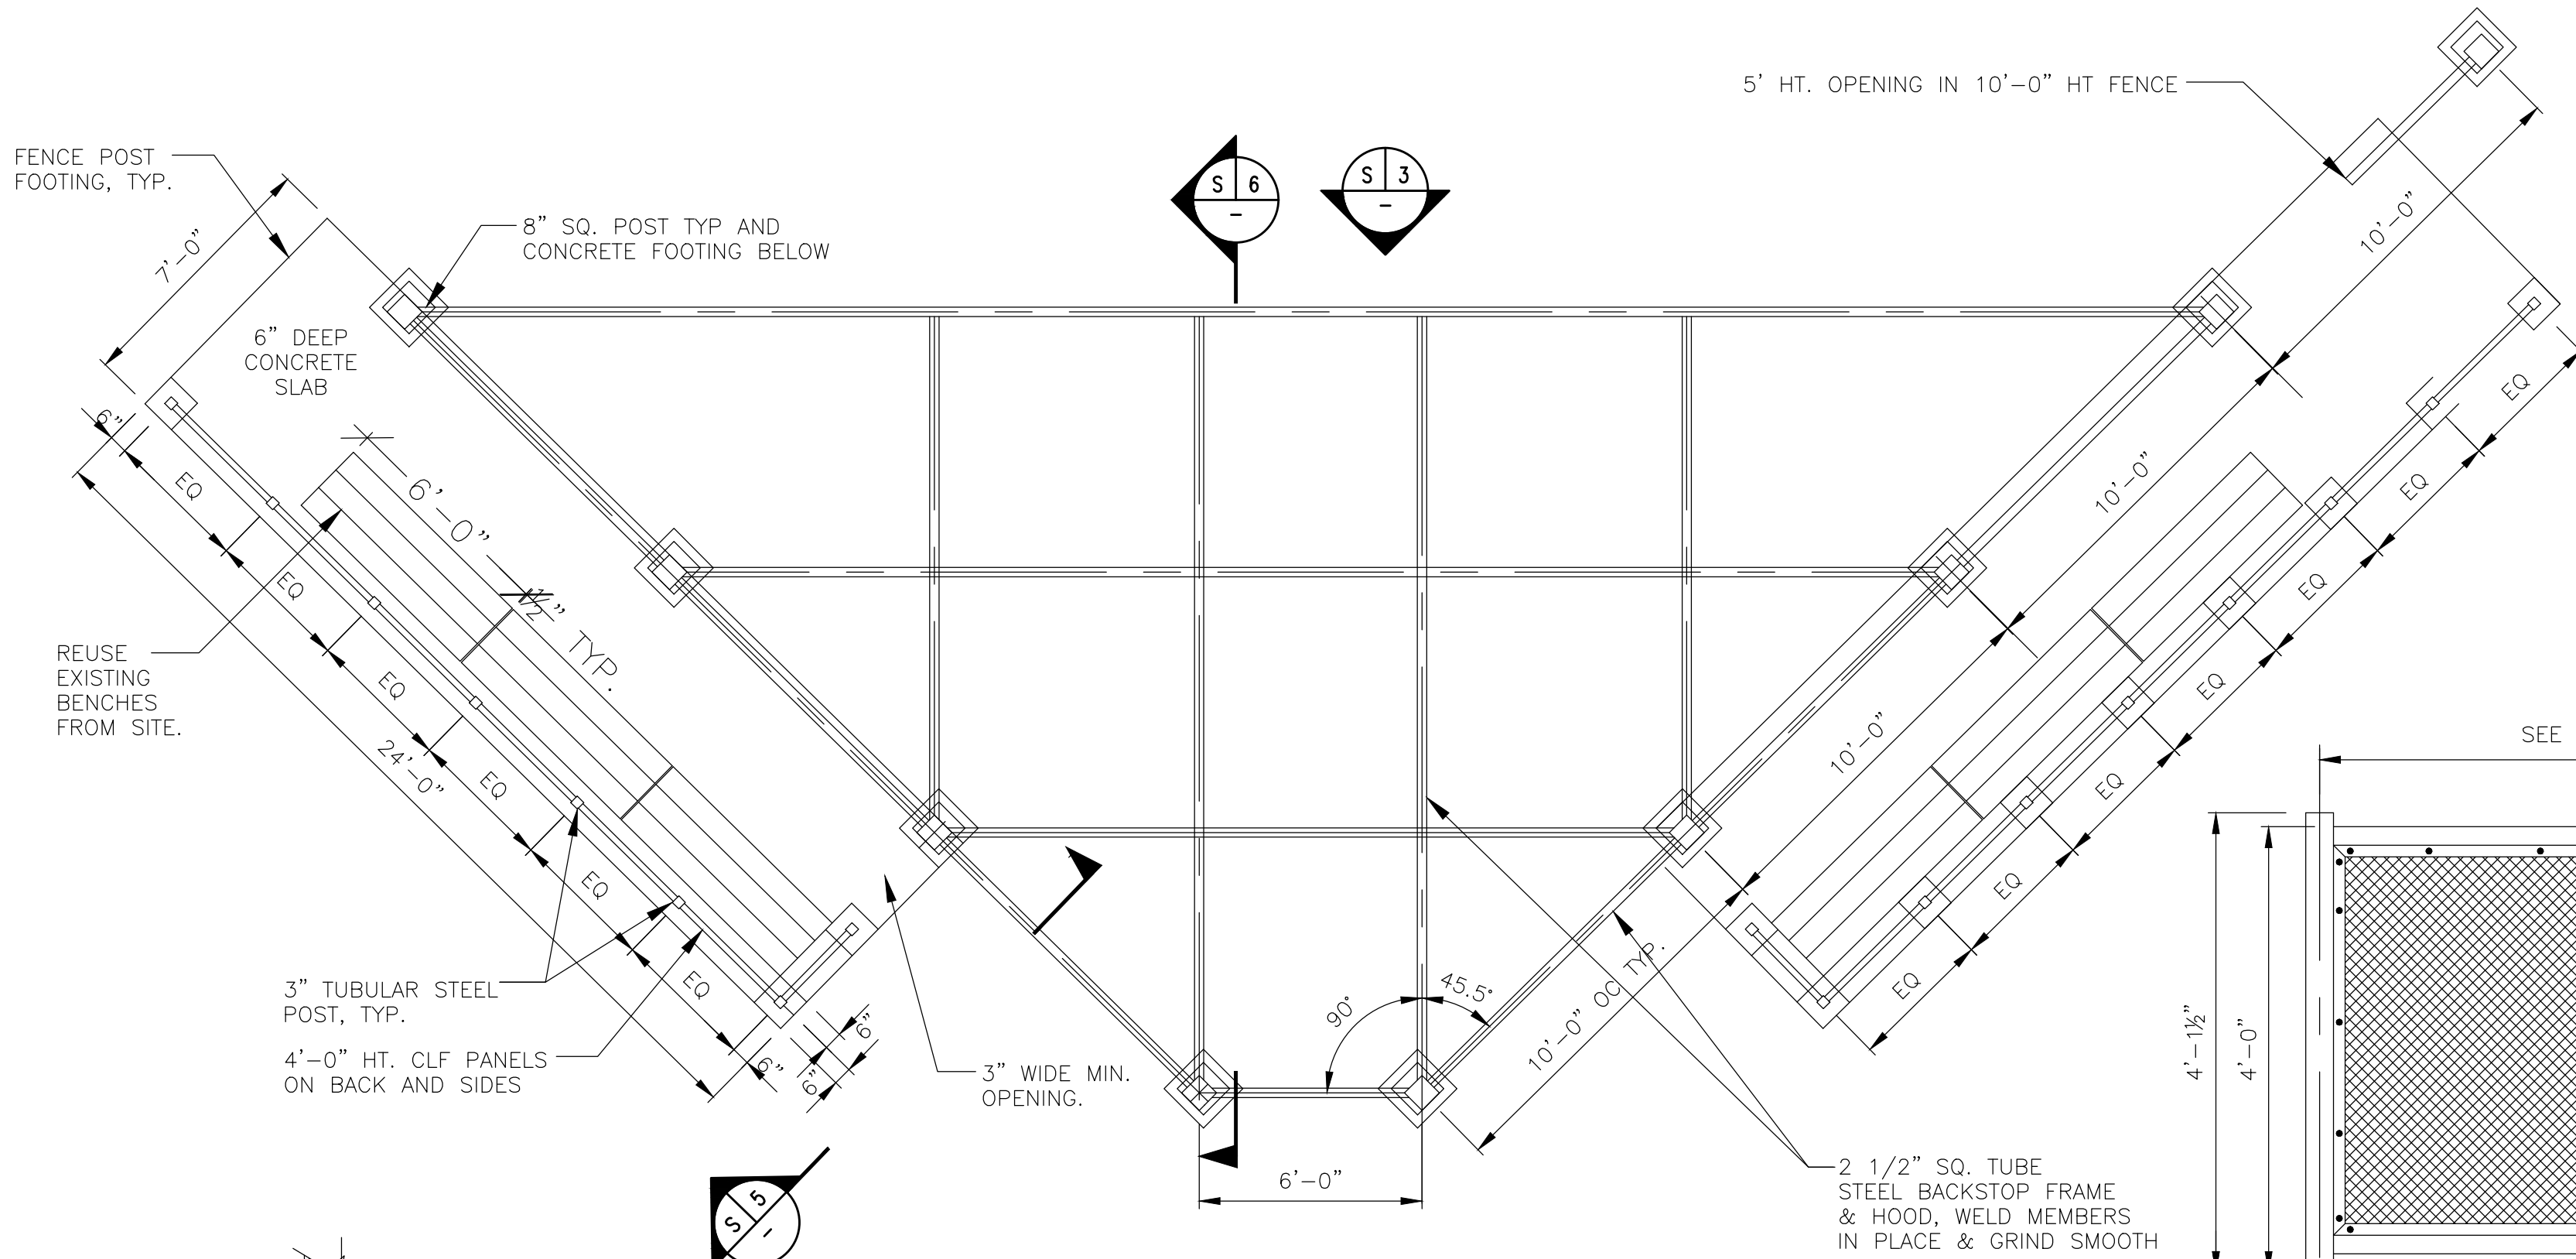 5' HT. OPENING IN 10'-0" HT FENCE
FENCE POST
FOOTING, TYP.
S 6
-
S 3
-
8" SQ. POST TYP AND
CONCRETE FOOTING BELOW
7'-0"
10'-0"
6" DEEP
CONCRETE
SLAB
6"
EQ
EQ
EQ
EQ
EQ
EQ
24'-0"
6'-0"
1/2" TYP.
10'-0"
10'-0"
EQ
EQ
EQ
EQ
EQ
EQ
EQ
REUSE
EXISTING
BENCHES
FROM SITE.
SEE
3" TUBULAR STEEL
POST, TYP.
4'-0" HT. CLF PANELS
ON BACK AND SIDES
6"
6"
6"
3" WIDE MIN.
OPENING.
90°
45.5°
10'-0" OC TYP.
4'-1½"
4'-0"
6'-0"
S 5
-
2 1/2" SQ. TUBE
STEEL BACKSTOP FRAME
& HOOD, WELD MEMBERS
IN PLACE & GRIND SMOOTH